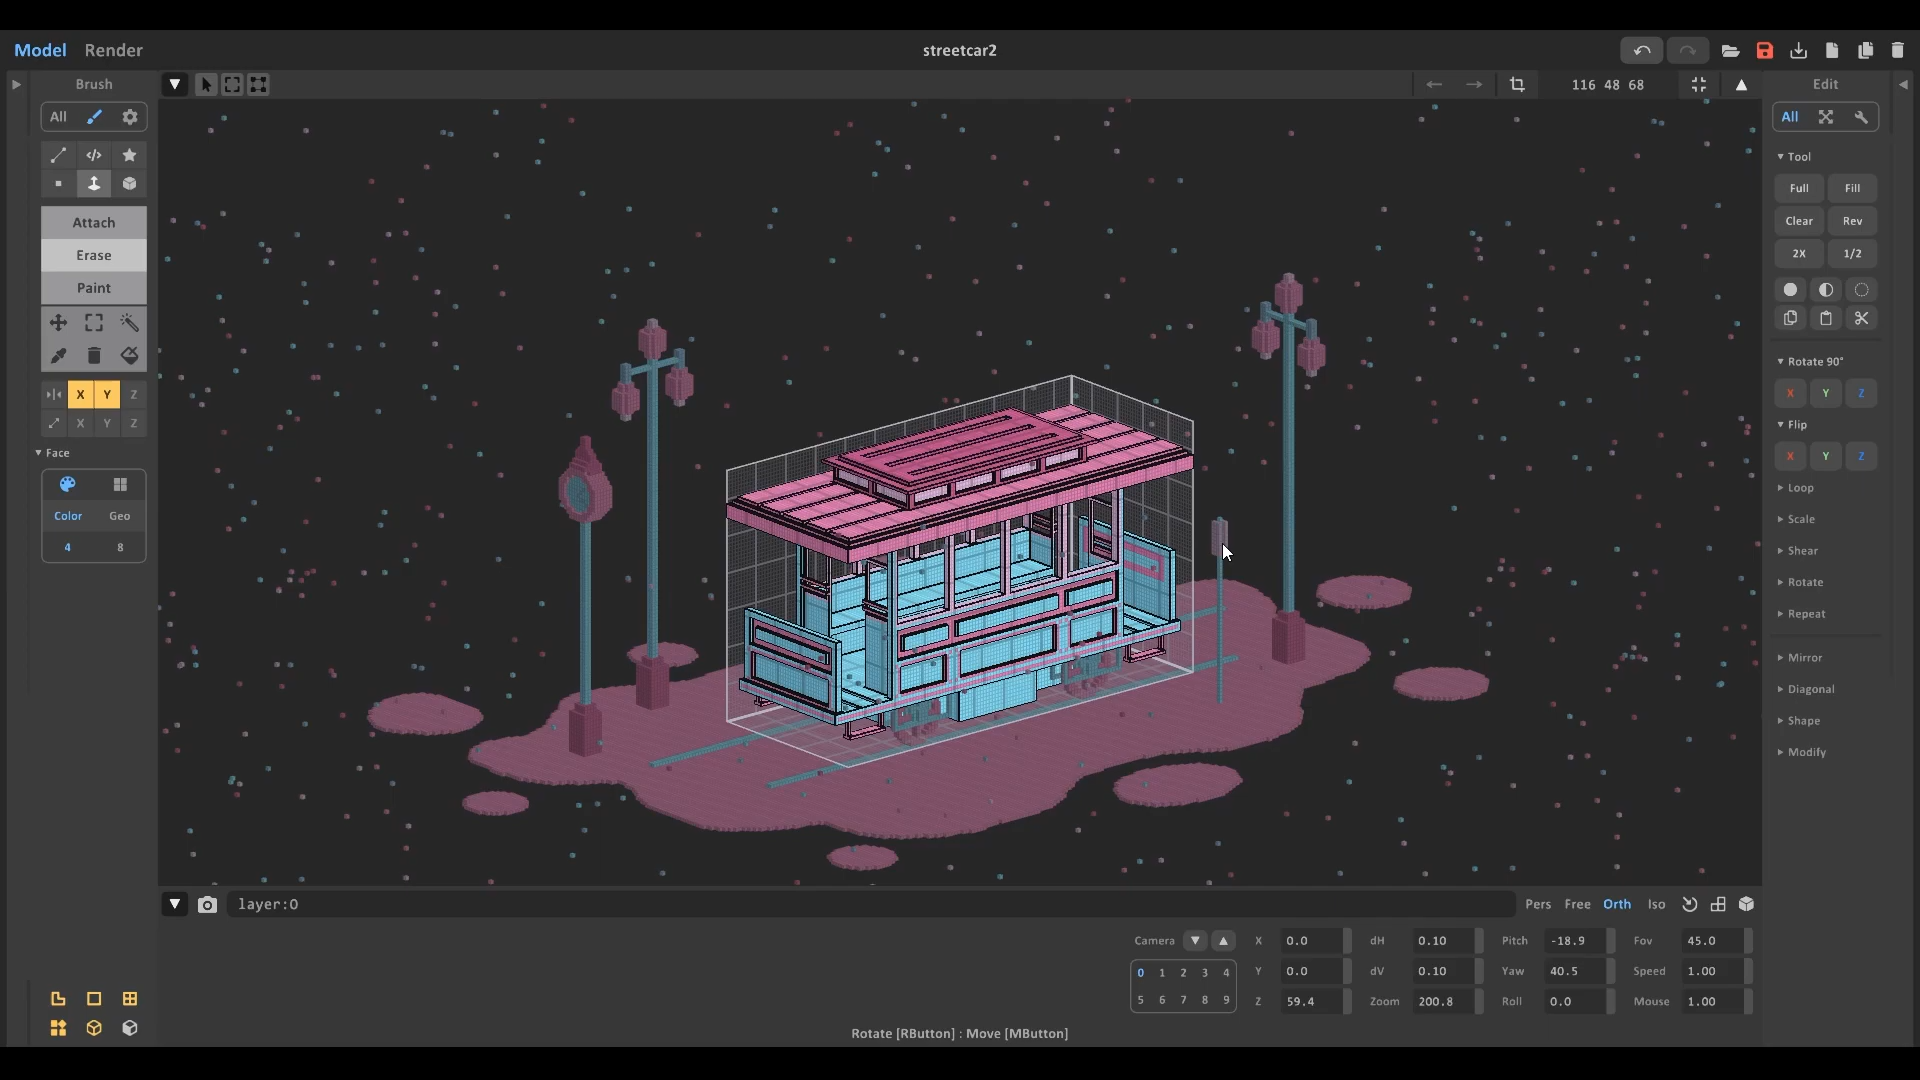 Model Render
streetcar2
Brush
116 48 68
Edit
All
All
Tool
Full Fill
Clear Rev
2X 1/2
Attach
Erase
Paint
Rotate 90°
X Y Z
X Y Z
X Y Z
Flip
X Y Z
Face
Color Geo
4 8
Loop
Scale
Shear
Rotate
Repeat
Mirror
Diagonal
Shape
Modify
layer:0
Pers Free Orth Iso
Camera
0 1 2 3 4
5 6 7 8 9
X 0.0 dH 0.10 Pitch -18.9 Fov 45.0
Y 0.0 dV 0.10 Yaw 40.5 Speed 1.00
Z 59.4 Zoom 200.8 Roll 0.0 Mouse 1.00
Rotate [RButton] : Move [MButton]